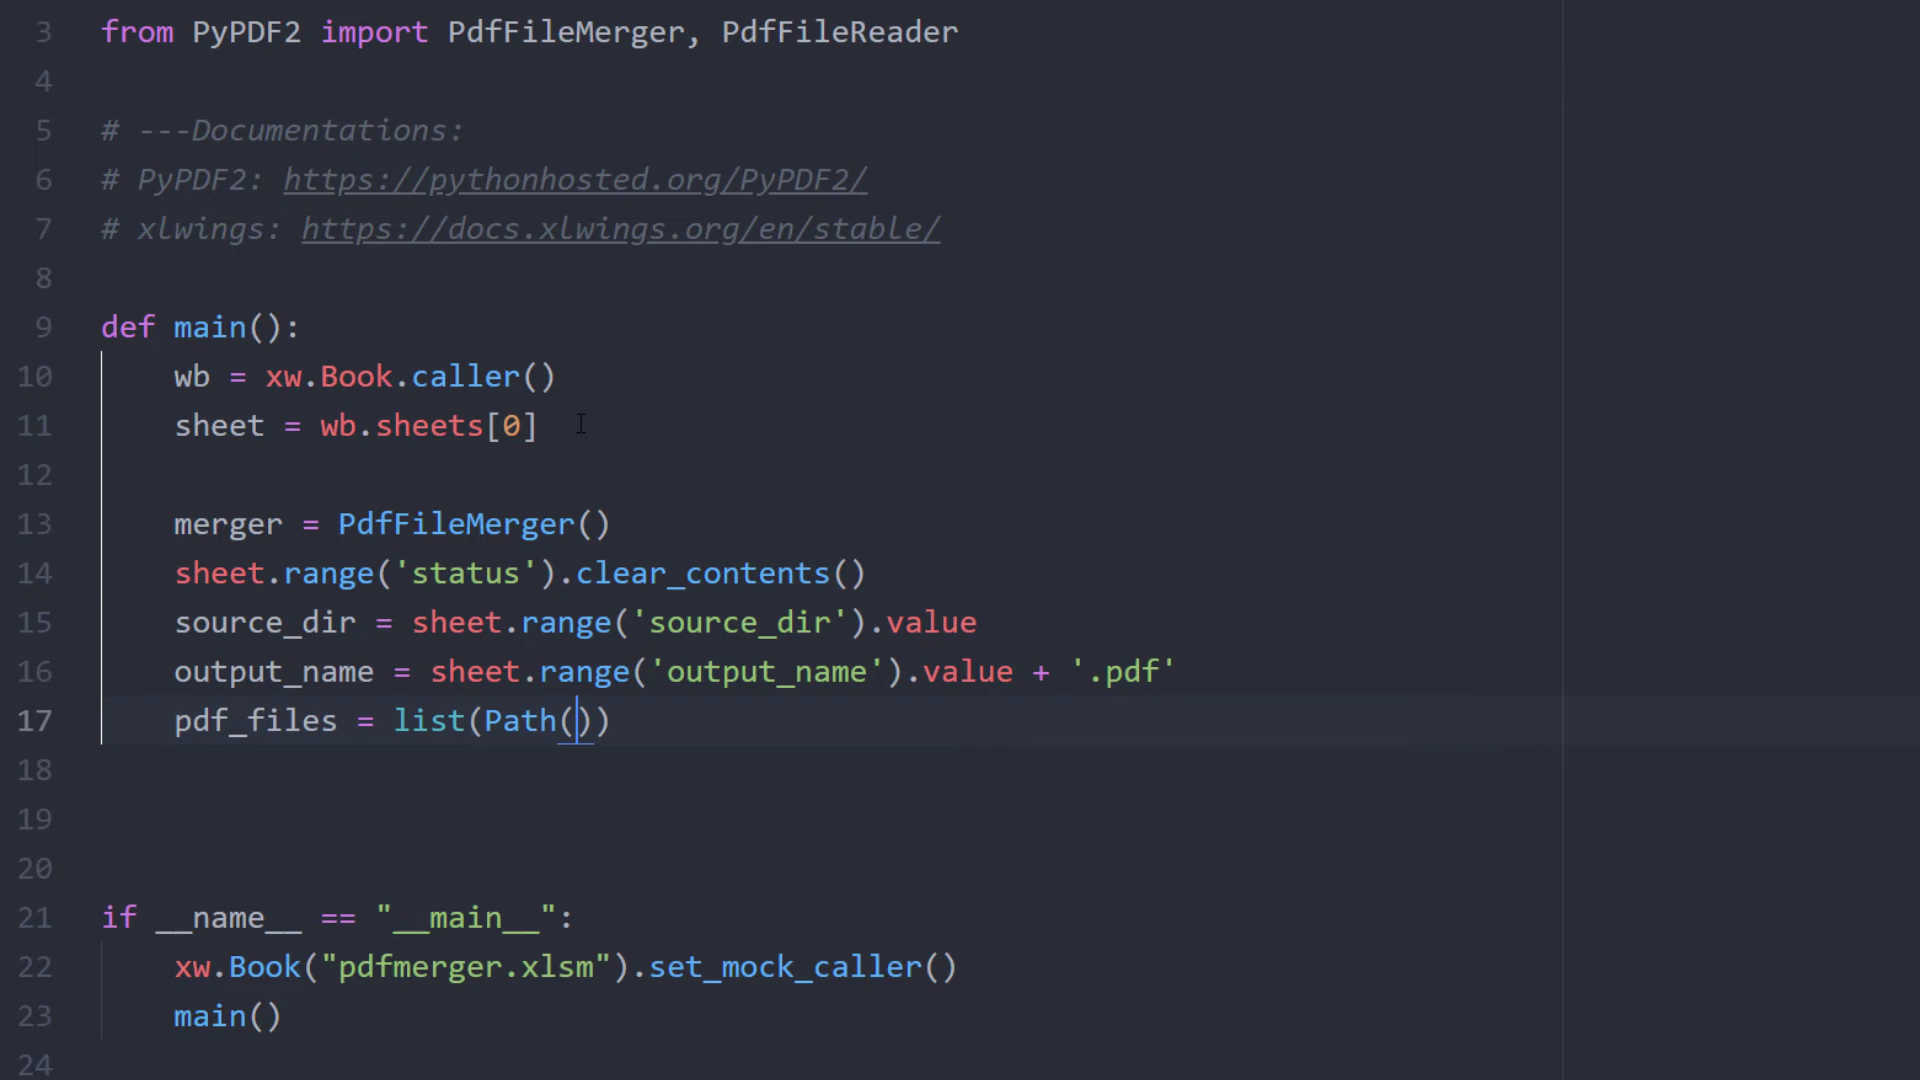 3 from PyPDF2 import PdfFileMerger, PdfFileReader
4
5 # ---Documentations:
6 # PyPDF2: https://pythonhosted.org/PyPDF2/
7 # xlwings: https://docs.xlwings.org/en/stable/
8
9 def main():
10 wb = xw.Book.caller()
11 sheet = wb.sheets[0]
12
13 merger = PdfFileMerger()
14 sheet.range('status').clear_contents()
15 source_dir = sheet.range('source_dir').value
16 output_name = sheet.range('output_name').value + '.pdf'
17 pdf_files = list(Path())
18
19
20
21 if __name__ == "__main__":
22 xw.Book("pdfmerger.xlsm").set_mock_caller()
23 main()
24